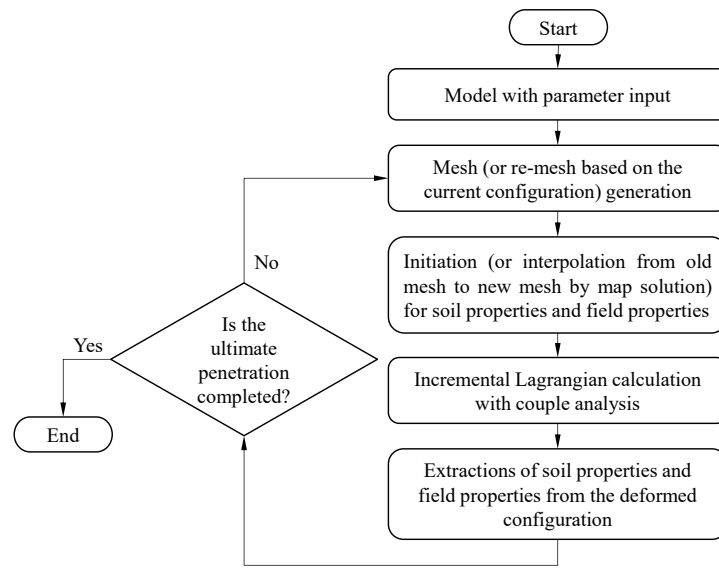 Start
Model with parameter input
Mesh (or re-mesh based on the
current configuration) generation
Initiation (or interpolation from old
mesh to new mesh by map solution)
for soil properties and field properties
Incremental Lagrangian calculation
with couple analysis
Extractions of soil properties and
field properties from the deformed
configuration
Is the
ultimate
penetration
completed?
No
Yes
End